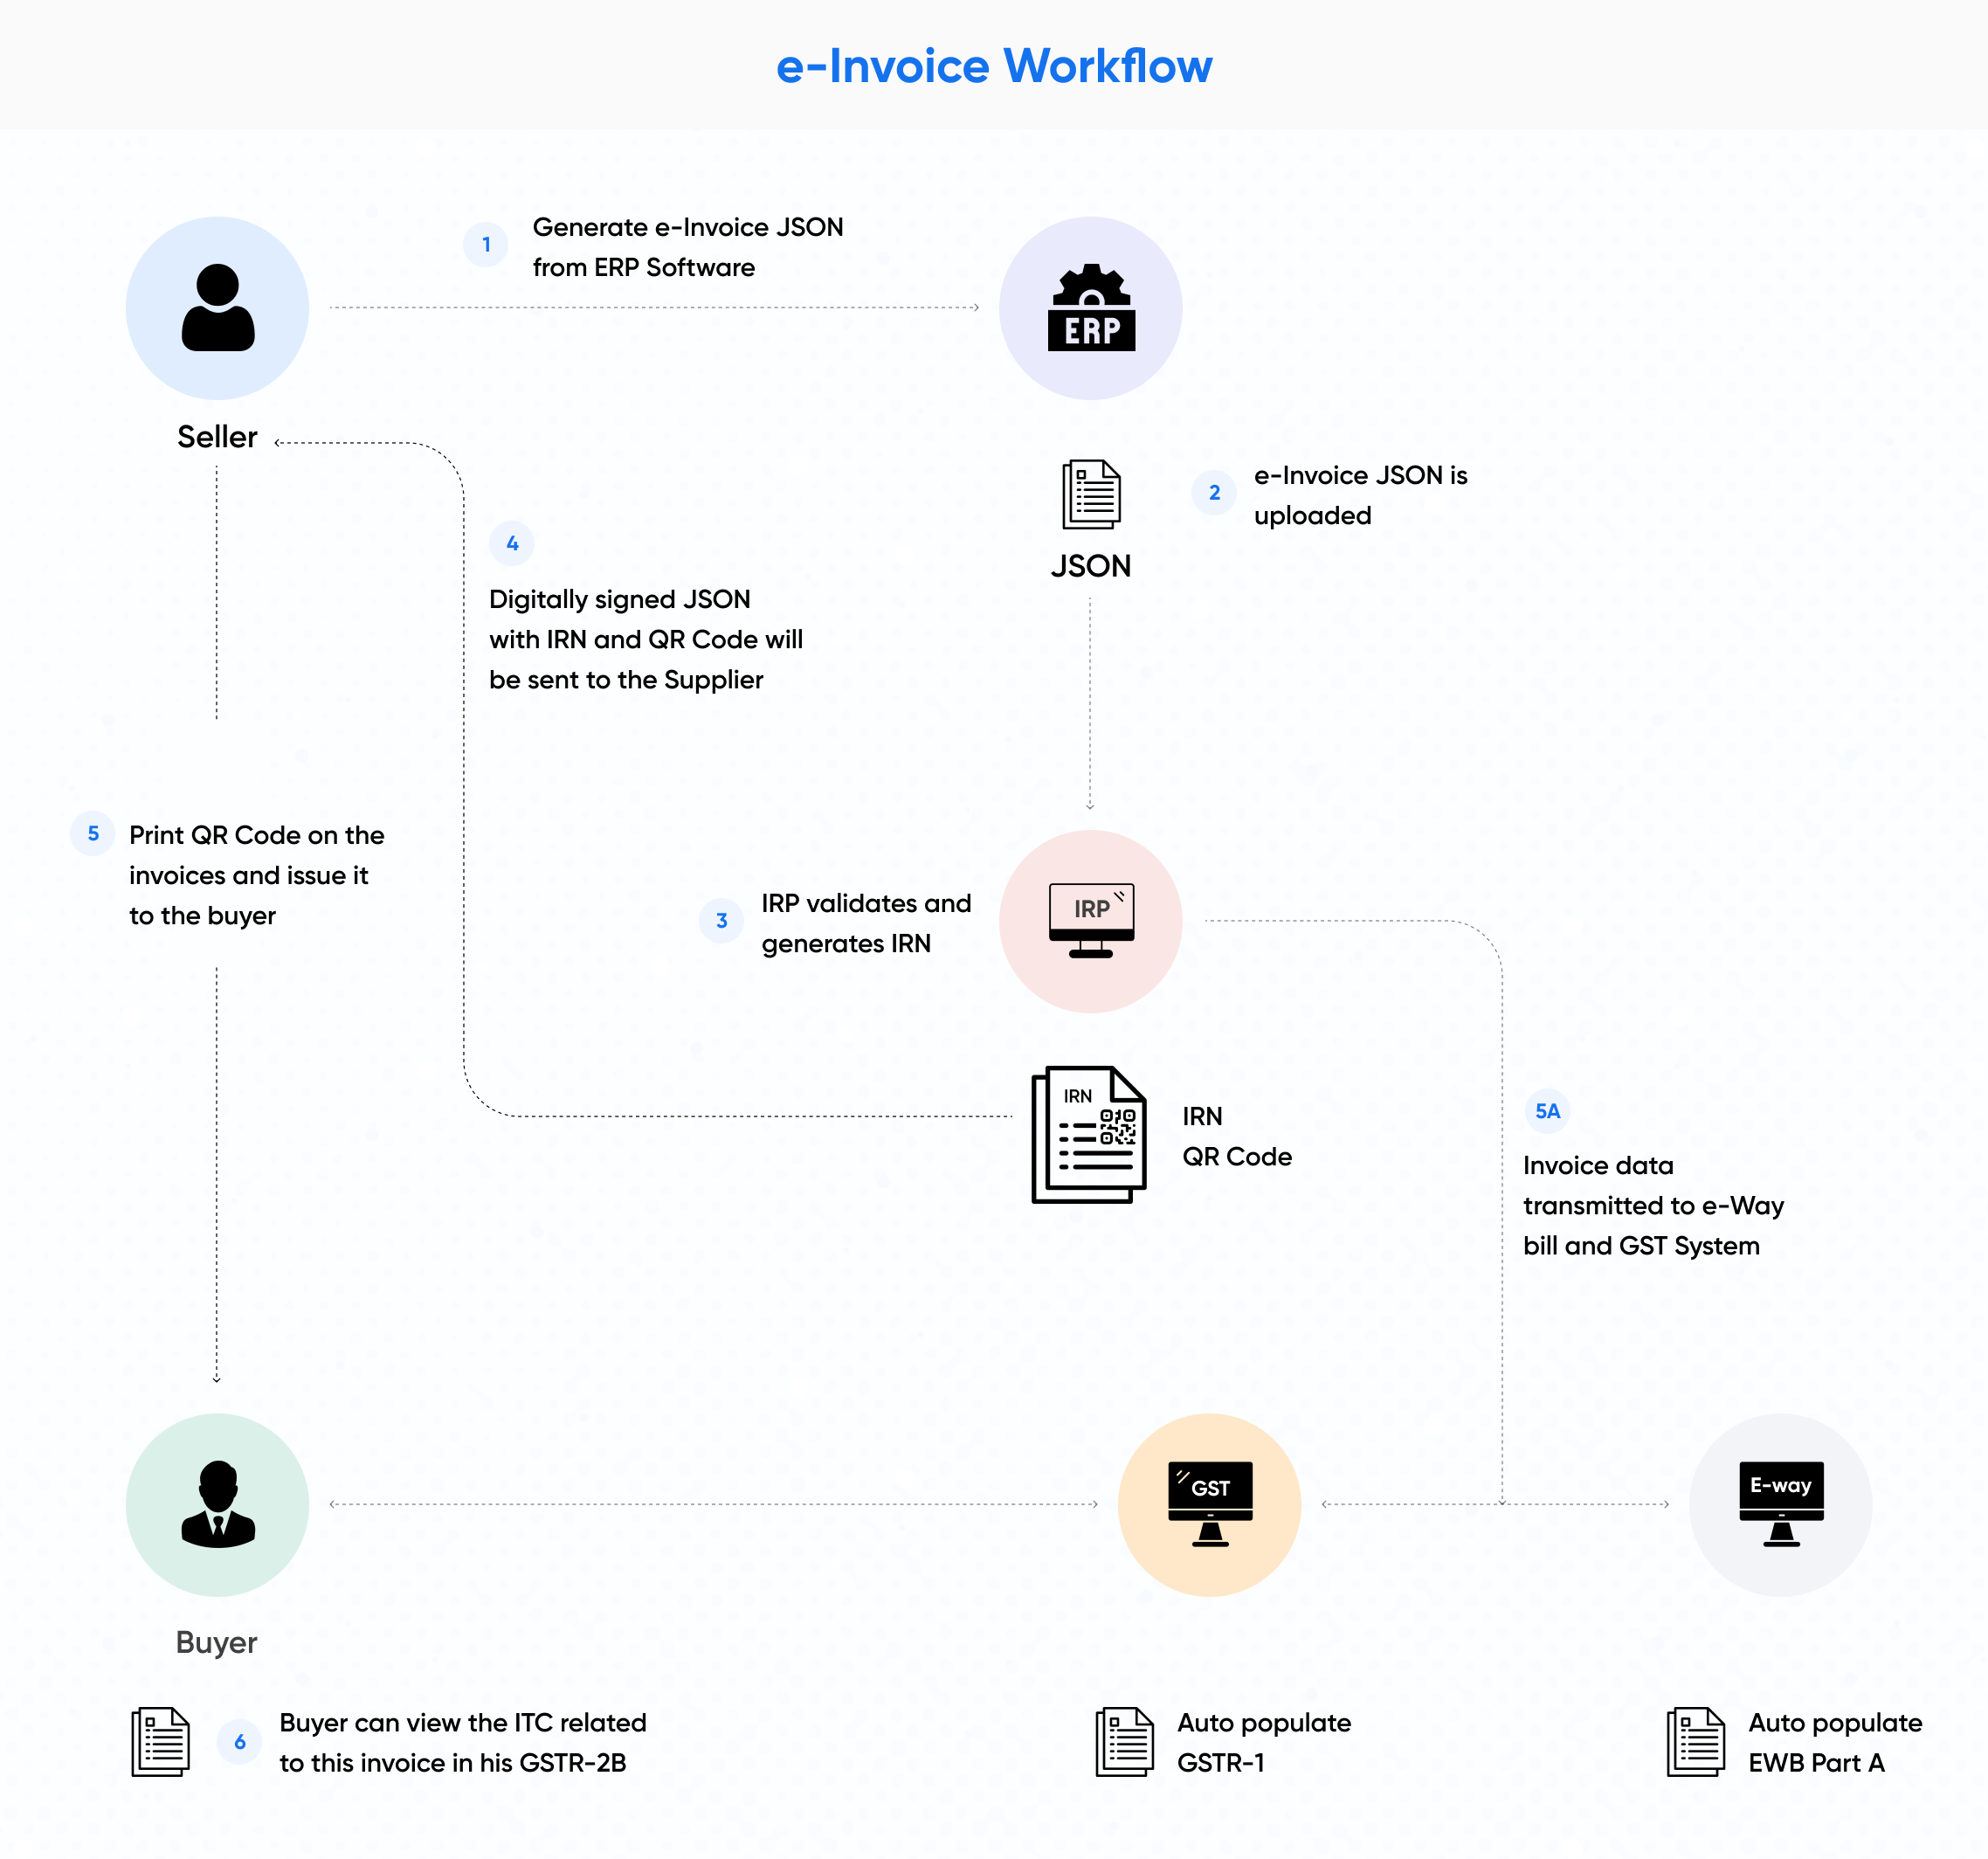 e-Invoice Workflow
1
Generate e-Invoice JSON
from ERP Software
ERP
Seller
JSON
2
e-Invoice JSON is
uploaded
4
Digitally signed JSON
with IRN and QR Code will
be sent to the Supplier
5
Print QR Code on the
invoices and issue it
to the buyer
3
IRP validates and
generates IRN
IRP
IRN
IRN
QR Code
5A
Invoice data
transmitted to e-Way
bill and GST System
GST
E-way
Buyer
6
Buyer can view the ITC related
to this invoice in his GSTR-2B
Auto populate
GSTR-1
Auto populate
EWB Part A